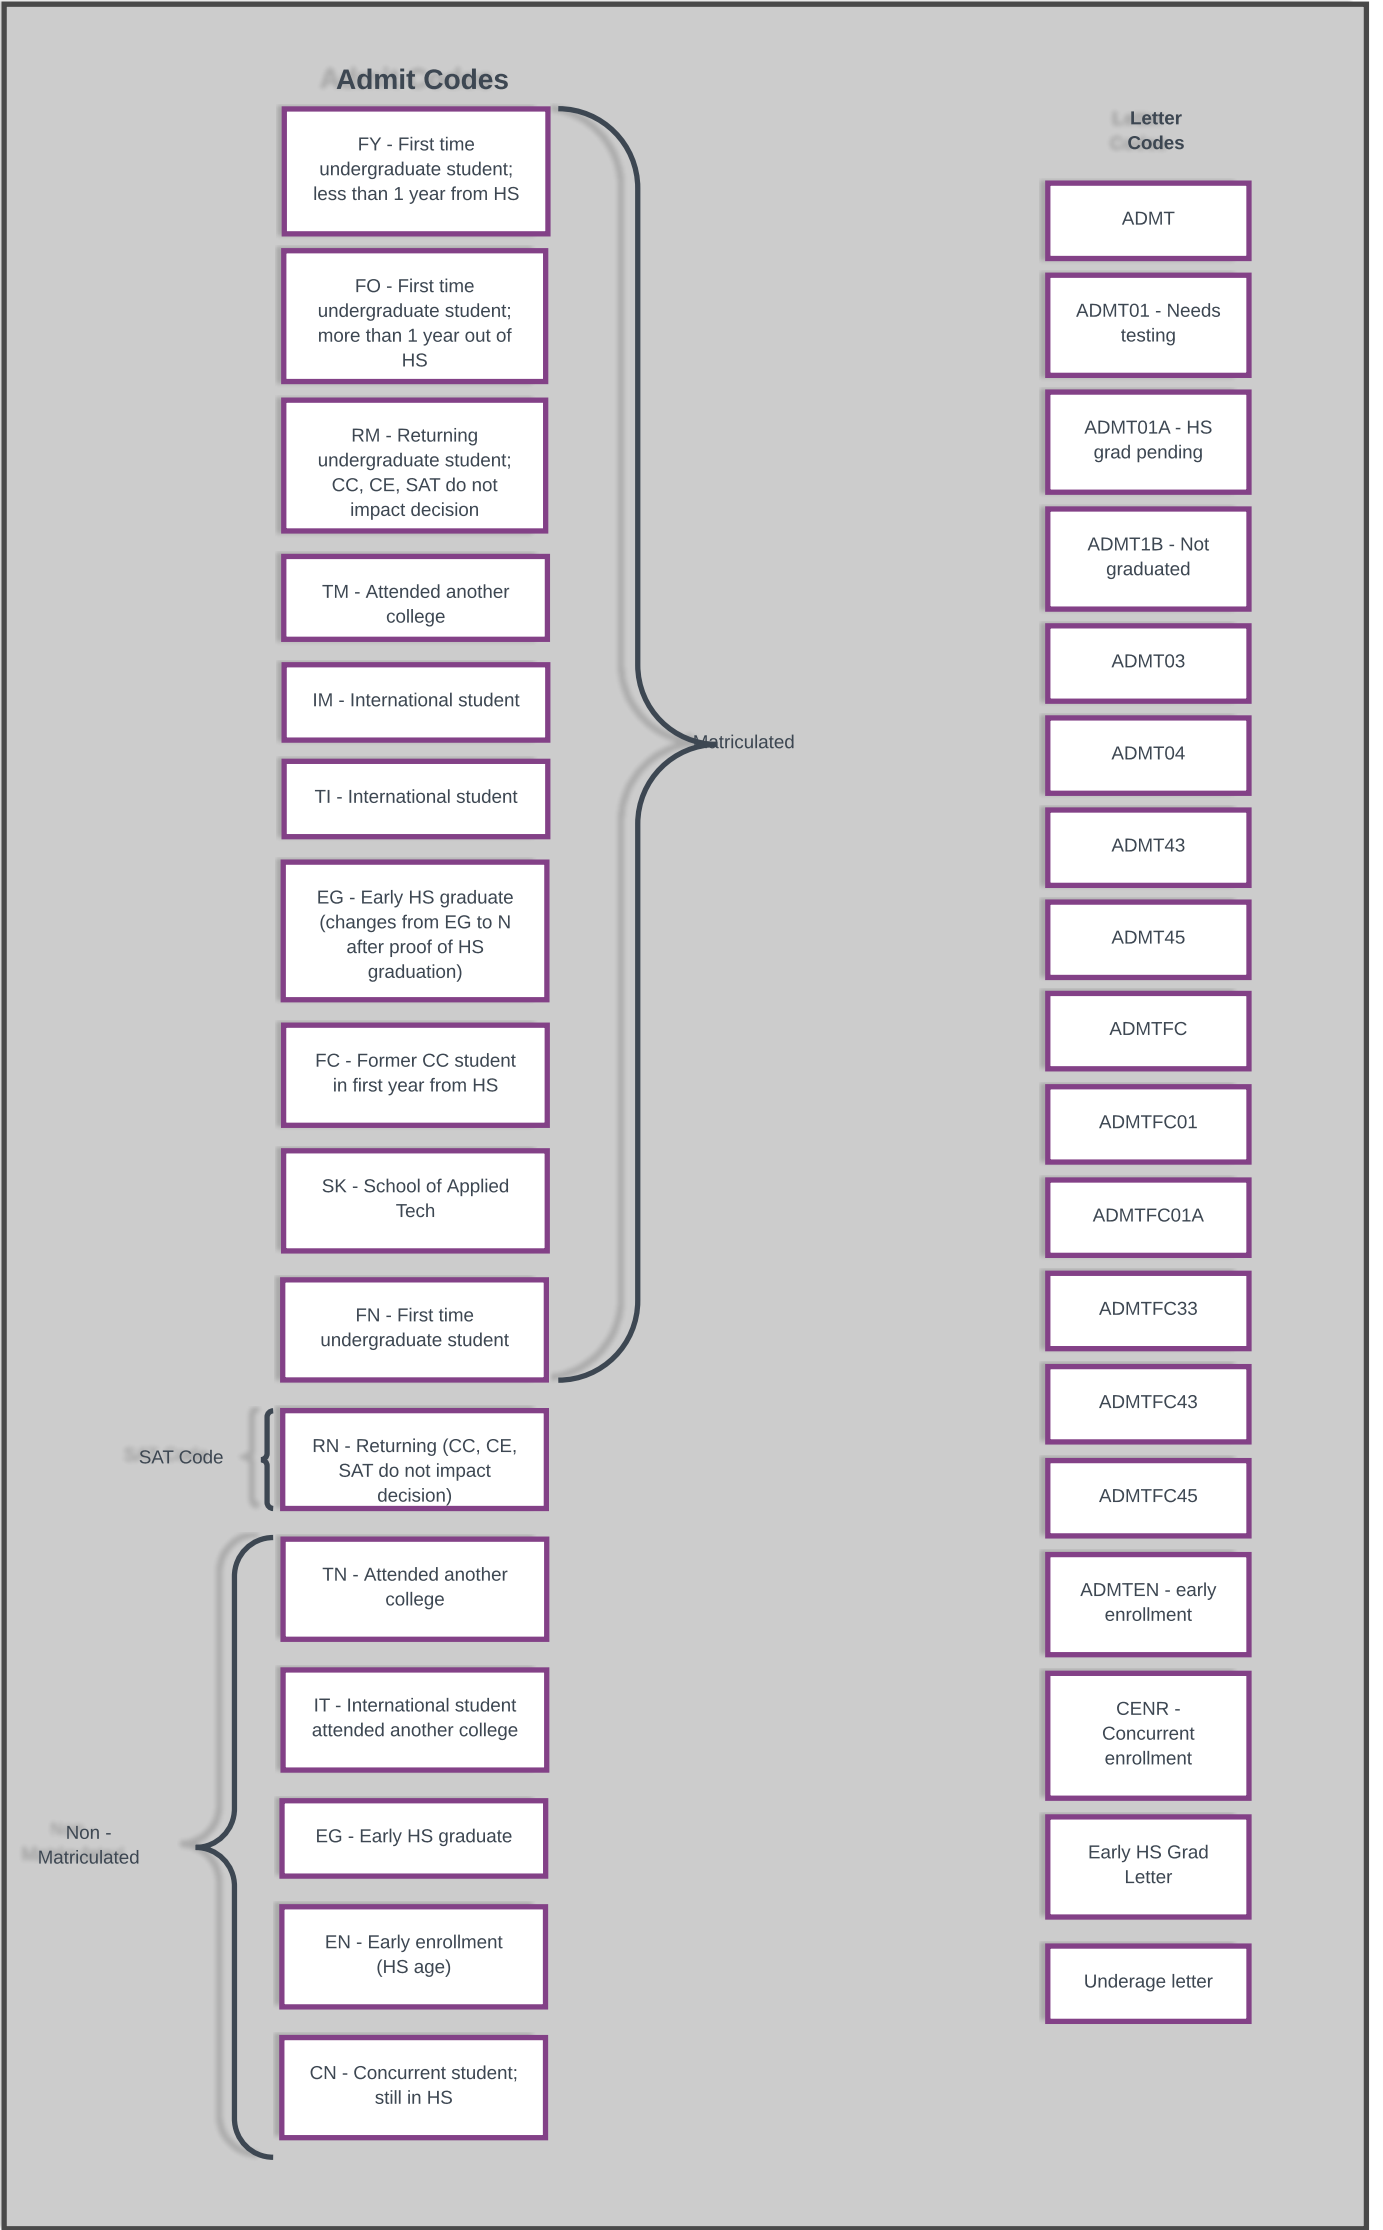 Admit Codes
FY - First time
undergraduate student;
less than 1 year from HS
FO - First time
undergraduate student;
more than 1 year out of
HS
RM - Returning
undergraduate student;
CC, CE, SAT do not
impact decision
TM - Attended another
college
IM - International student
TI - International student
EG - Early HS graduate
(changes from EG to N
after proof of HS
graduation)
FC - Former CC student
in first year from HS
SK - School of Applied
Tech
FN - First time
undergraduate student
Matriculated
SAT Code
RN - Returning (CC, CE,
SAT do not impact
decision)
Non -
Matriculated
TN - Attended another
college
IT - International student
attended another college
EG - Early HS graduate
EN - Early enrollment
(HS age)
CN - Concurrent student;
still in HS
Letter
Codes
ADMT
ADMT01 - Needs
testing
ADMT01A - HS
grad pending
ADMT1B - Not
graduated
ADMT03
ADMT04
ADMT43
ADMT45
ADMTFC
ADMTFC01
ADMTFC01A
ADMTFC33
ADMTFC43
ADMTFC45
ADMTEN - early
enrollment
CENR -
Concurrent
enrollment
Early HS Grad
Letter
Underage letter